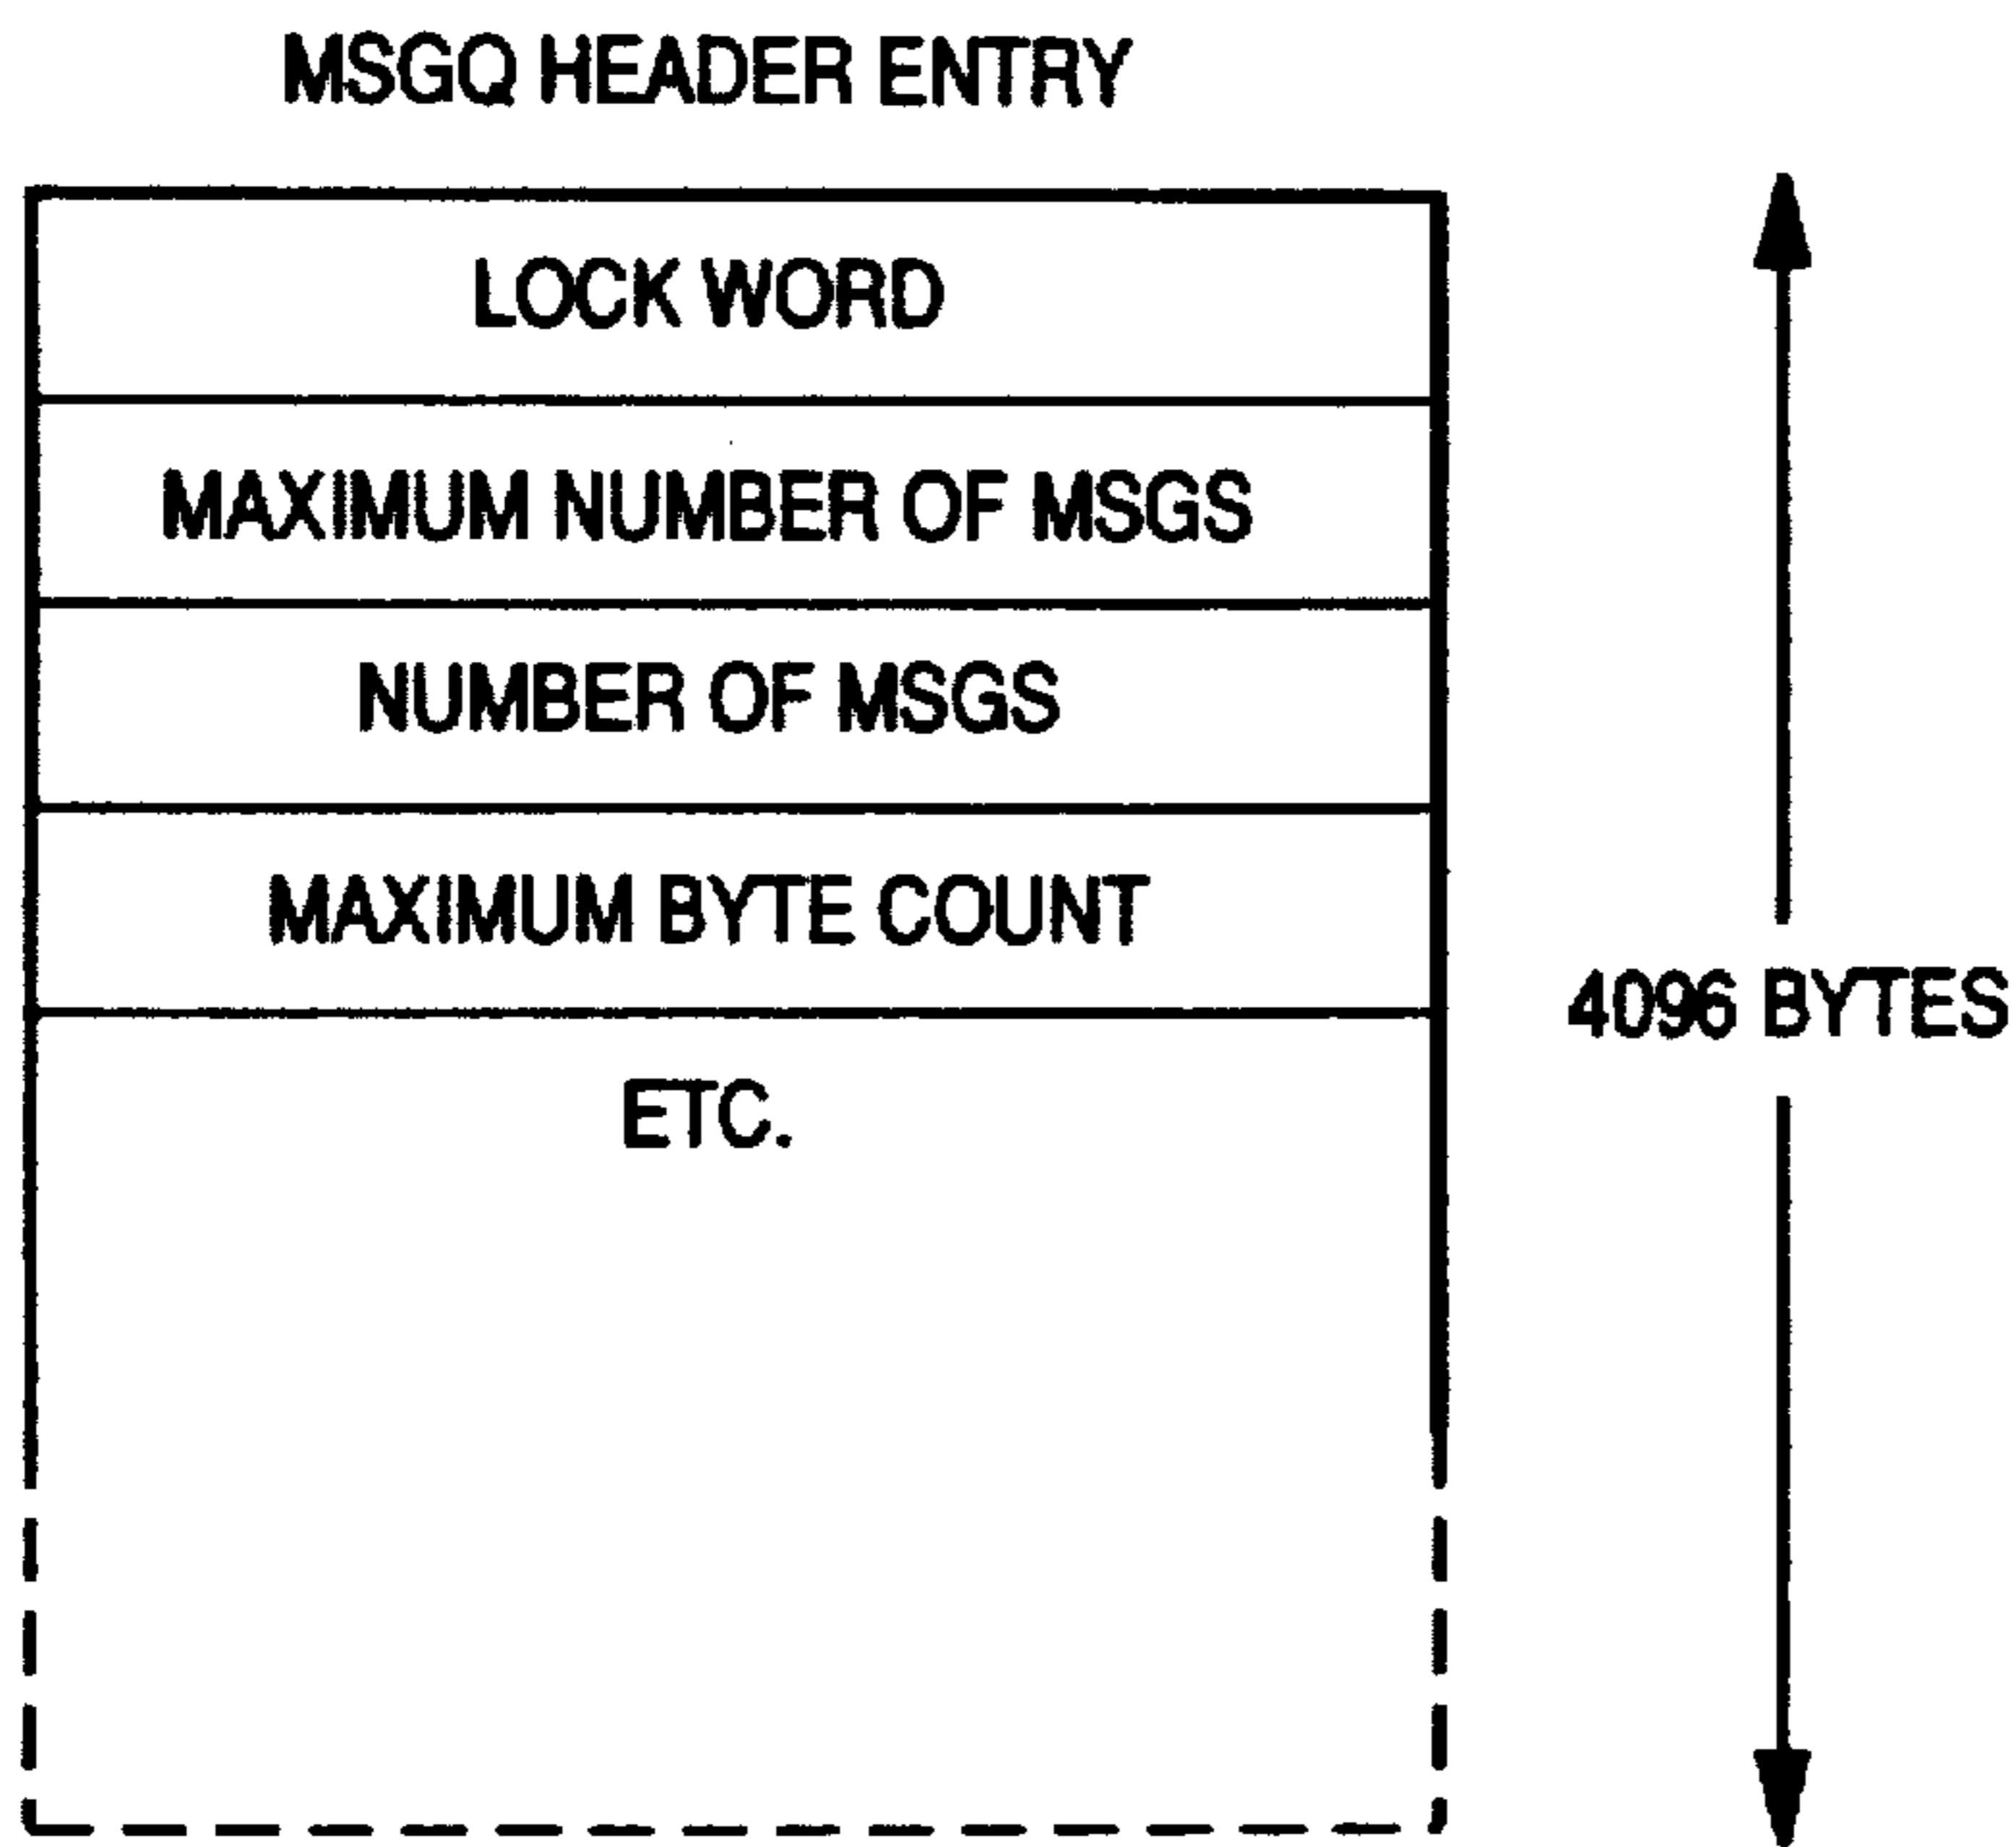 MSGQ HEADER ENTRY
LOCK WORD
MAXIMUM NUMBER OF MSGS
NUMBER OF MSGS
MAXIMUM BYTE COUNT
4096 BYTES
ETC.